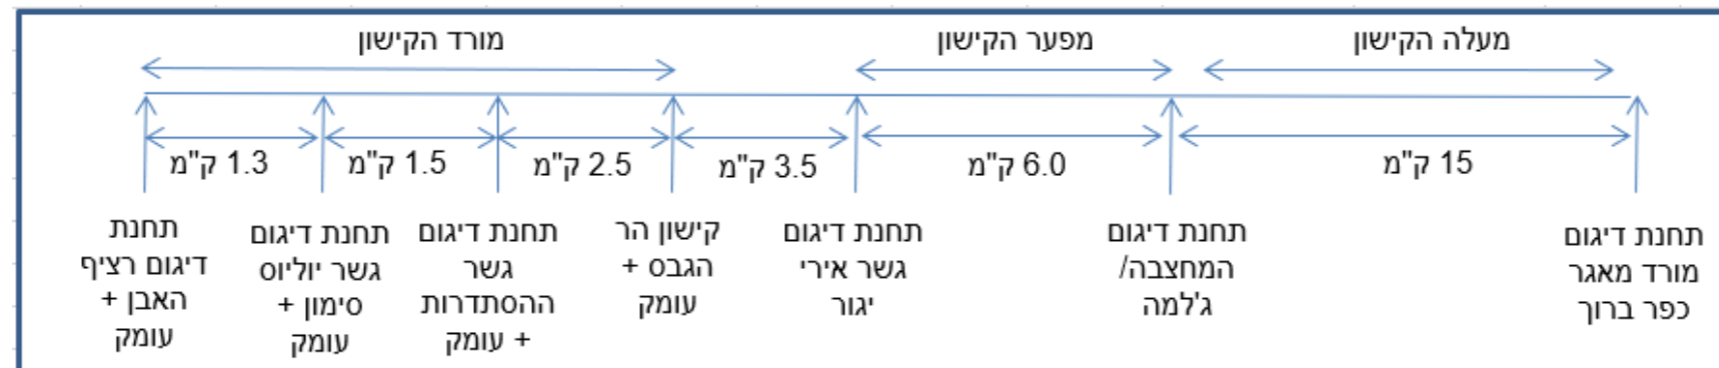 מעלה הקישון
מפער הקישון
מורד הקישון
15 ק"מ
6.0 ק"מ
3.5 ק"מ
2.5 ק"מ
1.5 ק"מ
1.3 ק"מ
תחנת דיגום
מורד מאגר
כפר ברוך
תחנת דיגום
המחצבה/
ג'למה
תחנת דיגום
גשר אירי
יגור
קישון הר
הגבס +
עומק
תחנת דיגום
גשר
ההסתדרות
+ עומק
תחנת דיגום
גשר יוליוס
סימון +
עומק
תחנת
דיגום רציף
האבן +
עומק